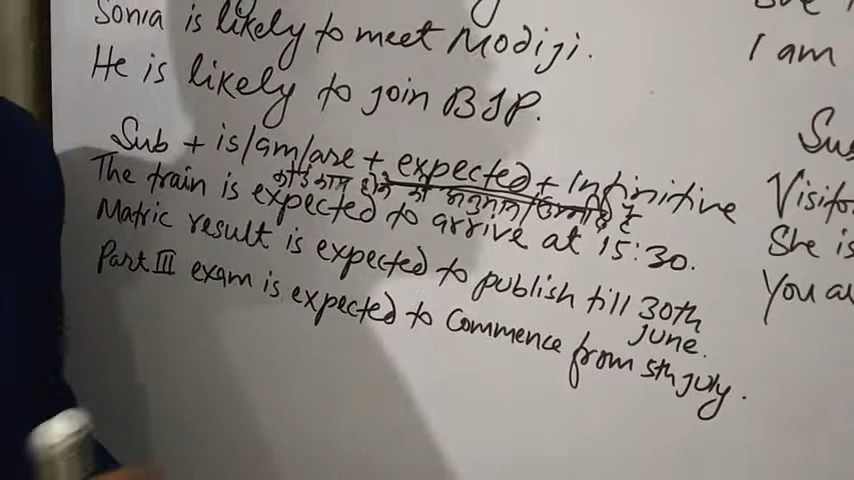 Sonia is likely to meet Modiji.
He is likely to join BJP.
Sub + is/am/are + expected + Infinitive
The train is expected to arrive at 15:30.
Matric result is expected to publish till 30th June.
Part III exam is expected to Commence from 5th July.
I am
Visito
She is
You a